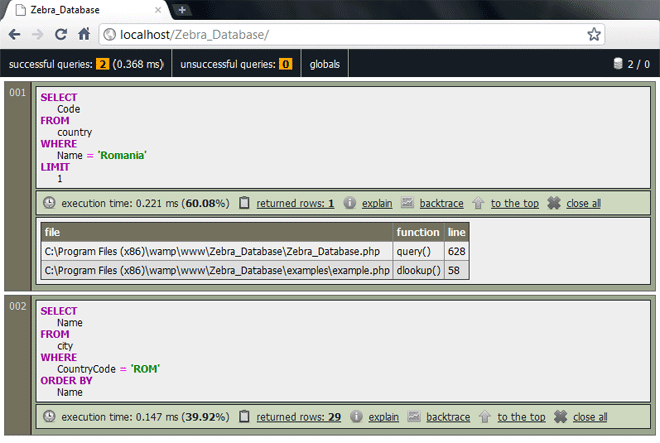 Zebra_Database
localhost/Zebra_Database/
successful queries: 2 (0.368 ms) unsuccessful queries: 0 globals 2 / 0
001
SELECT
Code
FROM
country
WHERE
Name = 'Romania'
LIMIT
1
execution time: 0.221 ms (60.08%) returned rows: 1 explain backtrace to the top close all
file function line
C:\Program Files (x86)\wamp\www\Zebra_Database\Zebra_Database.php query() 628
C:\Program Files (x86)\wamp\www\Zebra_Database\examples\example.php dlookup() 58
002
SELECT
Name
FROM
city
WHERE
CountryCode = 'ROM'
ORDER BY
Name
execution time: 0.147 ms (39.92%) returned rows: 29 explain backtrace to the top close all